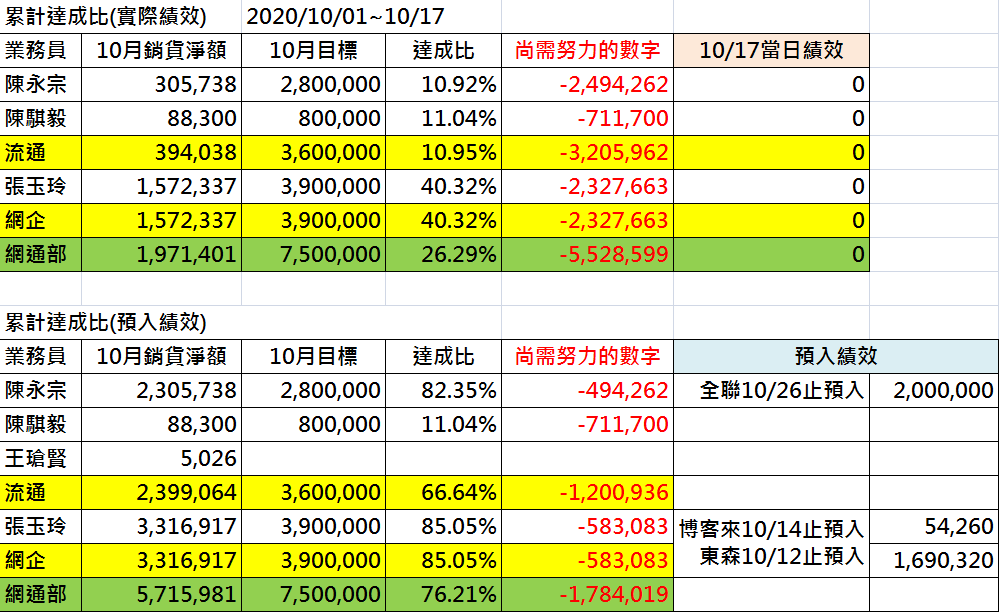 累計達成比(實際績效) 2020/10/01~10/17
業務員 10月銷貨淨額 10月目標 達成比 尚需努力的數字 10/17當日績效
陳永宗 305,738 2,800,000 10.92% -2,494,262 0
陳騏毅 88,300 800,000 11.04% -711,700 0
流通 394,038 3,600,000 10.95% -3,205,962 0
張玉玲 1,572,337 3,900,000 40.32% -2,327,663 0
網企 1,572,337 3,900,000 40.32% -2,327,663 0
網通部 1,971,401 7,500,000 26.29% -5,528,599 0
累計達成比(預入績效)
業務員 10月銷貨淨額 10月目標 達成比 尚需努力的數字 預入績效
陳永宗 2,305,738 2,800,000 82.35% -494,262 全聯10/26止預入 2,000,000
陳騏毅 88,300 800,000 11.04% -711,700
王瑲賢 5,026
流通 2,399,064 3,600,000 66.64% -1,200,936
張玉玲 3,316,917 3,900,000 85.05% -583,083 博客來10/14止預入 54,260
網企 3,316,917 3,900,000 85.05% -583,083 東森10/12止預入 1,690,320
網通部 5,715,981 7,500,000 76.21% -1,784,019